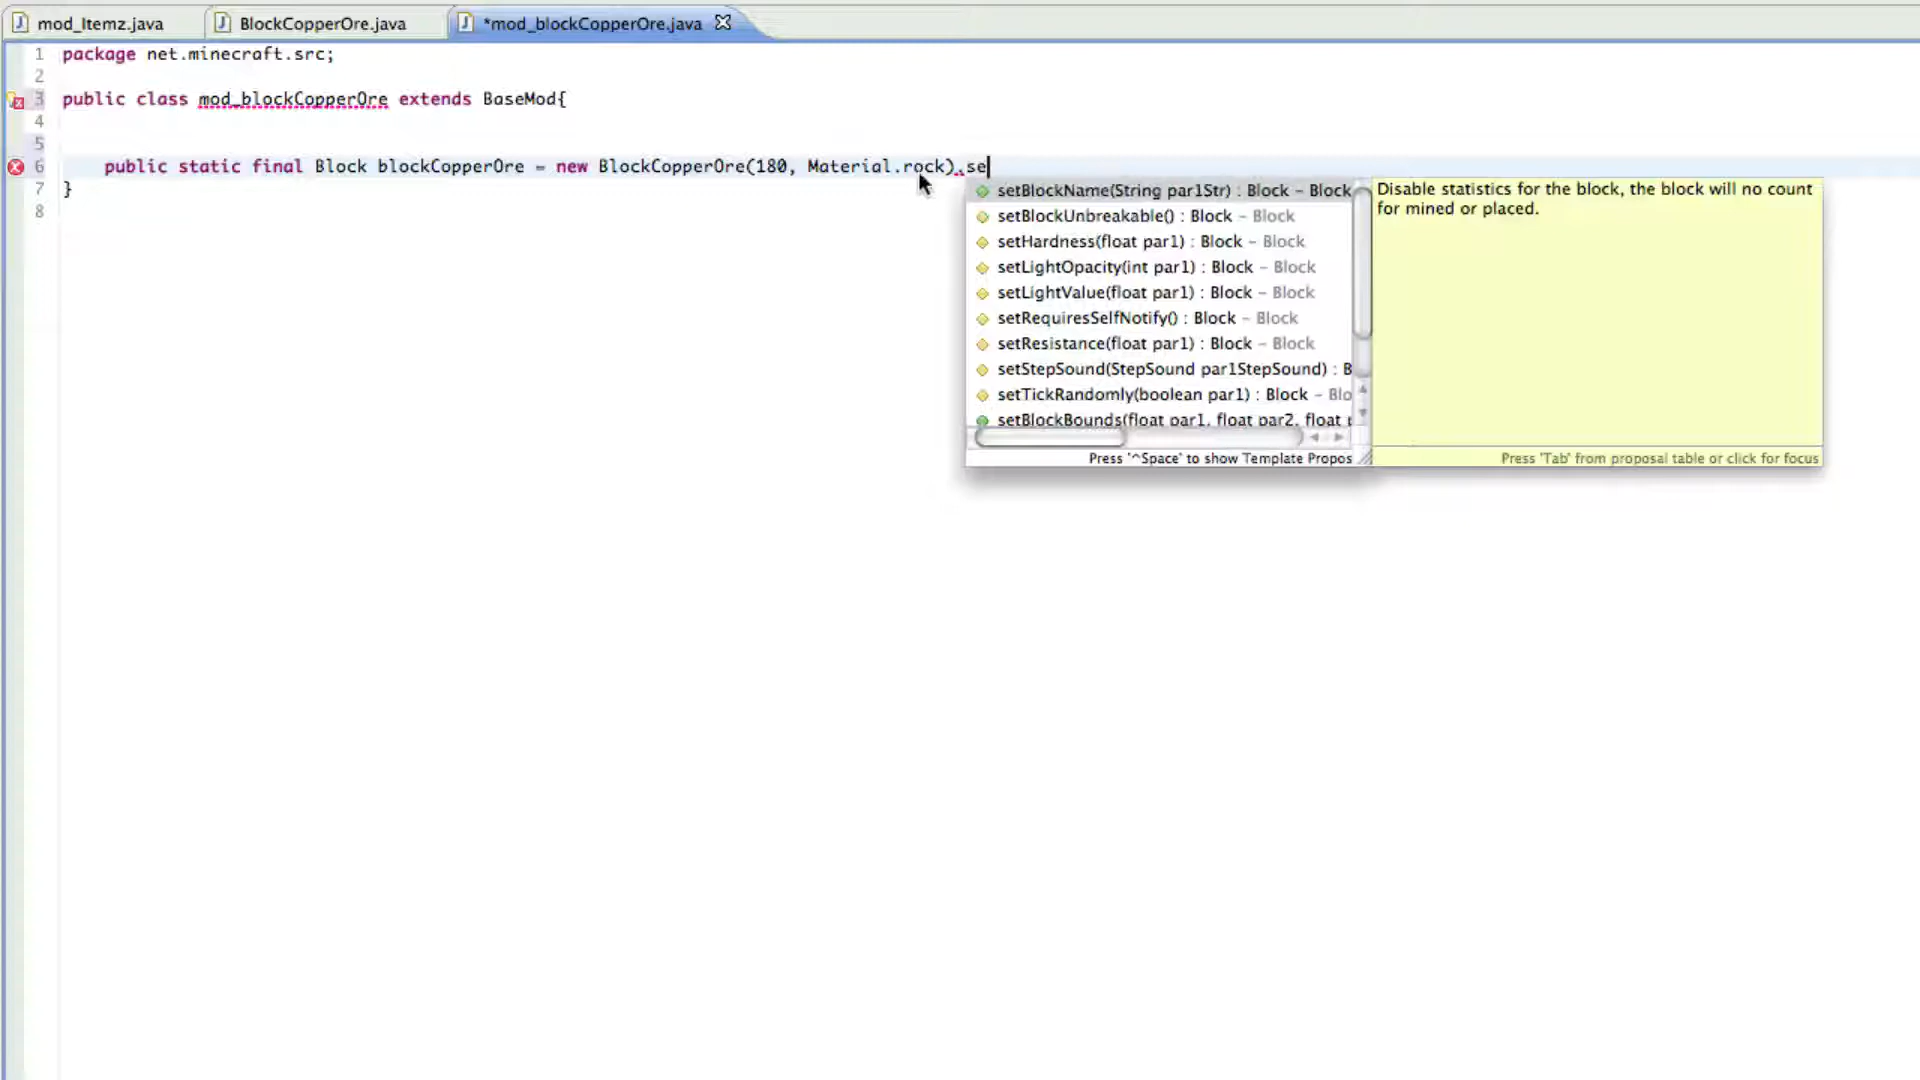 mod_Itemz.java BlockCopperOre.java *mod_blockCopperOre.java
1 package net.minecraft.src;
2
3 public class mod_blockCopperOre extends BaseMod{
4
5
6 public static final Block blockCopperOre = new BlockCopperOre(180, Material.rock).se
7 }
8
setBlockName(String par1Str) : Block – Block
setBlockUnbreakable() : Block – Block
setHardness(float par1) : Block – Block
setLightOpacity(int par1) : Block – Block
setLightValue(float par1) : Block – Block
setRequiresSelfNotify() : Block – Block
setResistance(float par1) : Block – Block
setStepSound(StepSound par1StepSound) : B
setTickRandomly(boolean par1) : Block – Blo
setBlockBounds(float par1, float par2, float
Press '^Space' to show Template Propos
Disable statistics for the block, the block will no count
for mined or placed.
Press 'Tab' from proposal table or click for focus